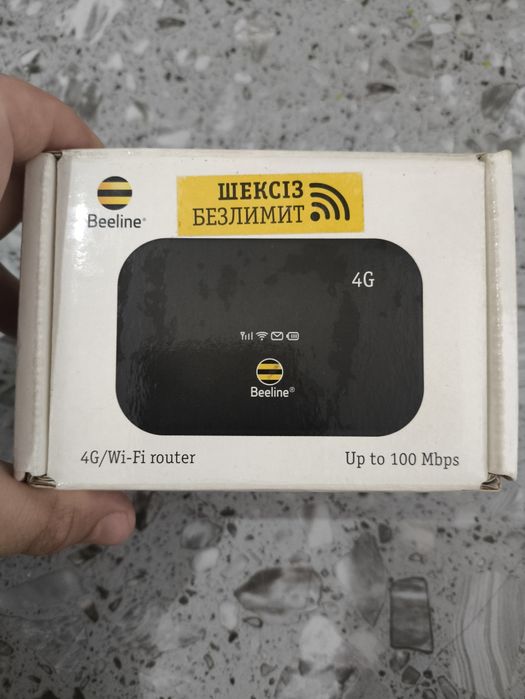 Beeline®
ШЕКСІЗ
БЕЗЛИМИТ
4G
Beeline®
4G/Wi-Fi router
Up to 100 Mbps